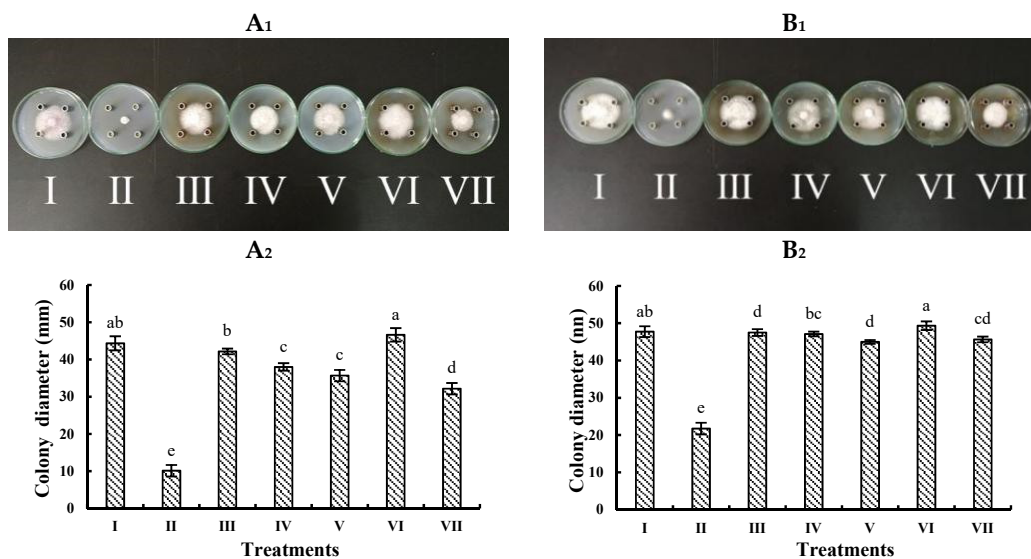 A1
B1
I II III IV V VI VII
I II III IV V VI VII
A2
B2
60
50
40
30
20
10
0
Colony diameter (mm)
ab
e
b
c
c
a
d
I II III IV V VI VII
Treatments
60
50
40
30
20
10
0
Colony diameter (nn)
ab
e
d
bc
d
a
cd
I II III IV V VI VII
Treatments